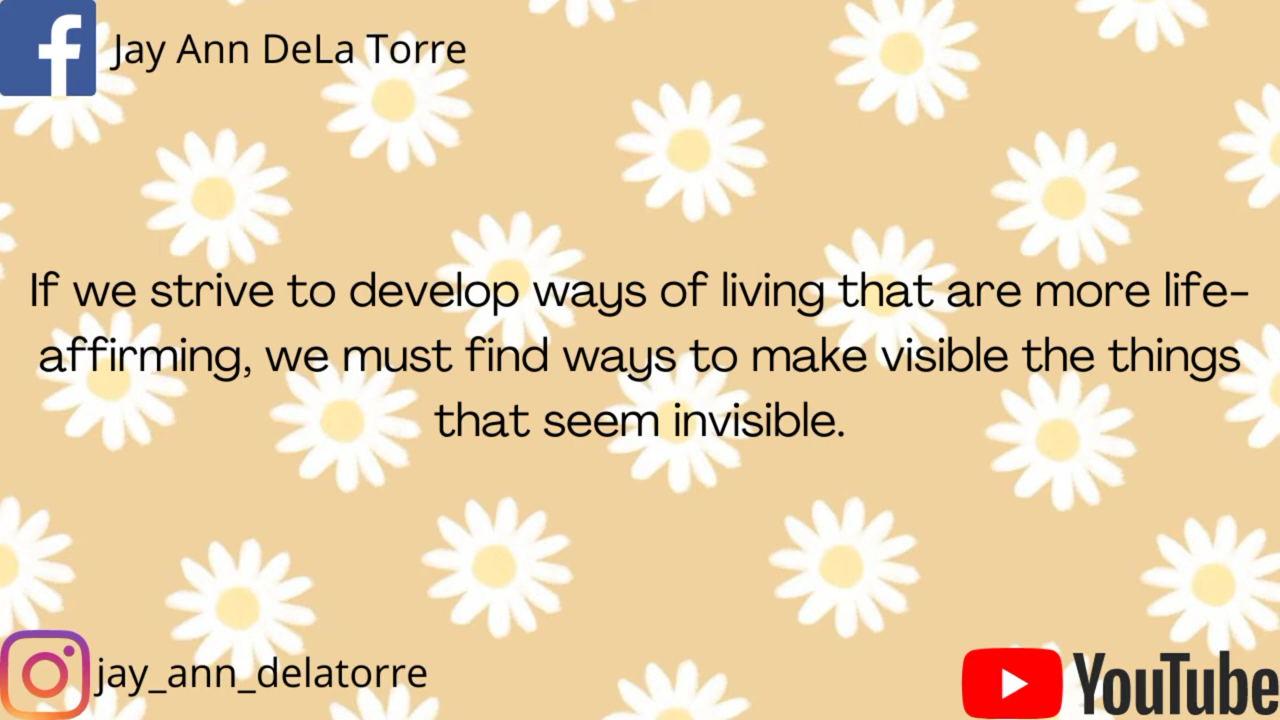 Jay Ann DeLa Torre
If we strive to develop ways of living that are more life-
affirming, we must find ways to make visible the things
that seem invisible.
jay_ann_delatorre
YouTube